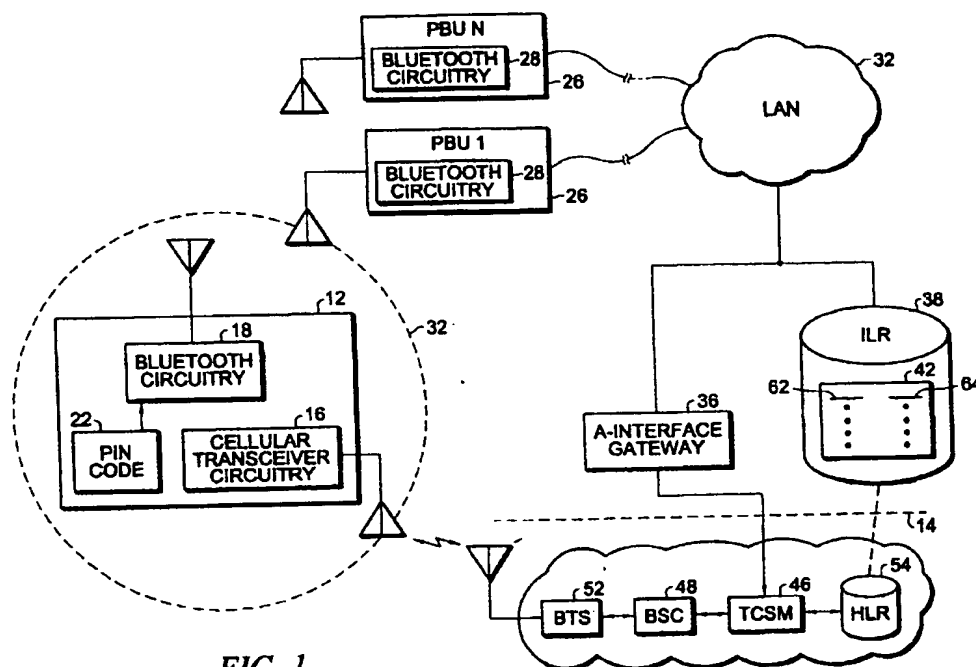 PBU N
BLUETOOTH
CIRCUITRY
28
26
PBU 1
BLUETOOTH
CIRCUITRY
28
26
LAN
32
12
18
BLUETOOTH
CIRCUITRY
32
22
PIN
CODE
16
CELLULAR
TRANSCEIVER
CIRCUITRY
38
ILR
42
62
64
36
A-INTERFACE
GATEWAY
14
52
BTS
48
BSC
46
TCSM
54
HLR
FIG. 1